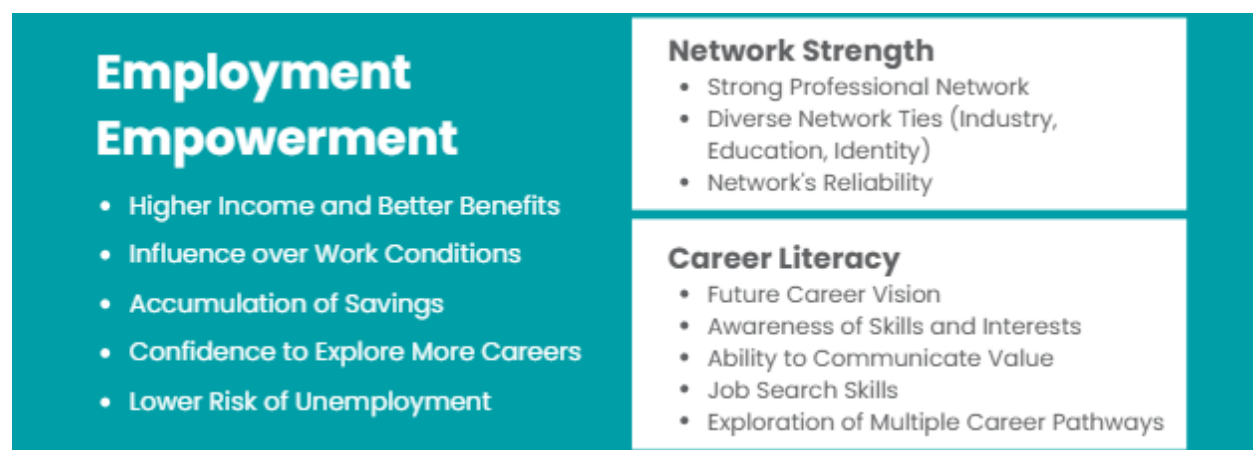 Employment
Empowerment
• Higher Income and Better Benefits
• Influence over Work Conditions
• Accumulation of Savings
• Confidence to Explore More Careers
• Lower Risk of Unemployment
Network Strength
• Strong Professional Network
• Diverse Network Ties (Industry,
Education, Identity)
• Network's Reliability
Career Literacy
• Future Career Vision
• Awareness of Skills and Interests
• Ability to Communicate Value
• Job Search Skills
• Exploration of Multiple Career Pathways